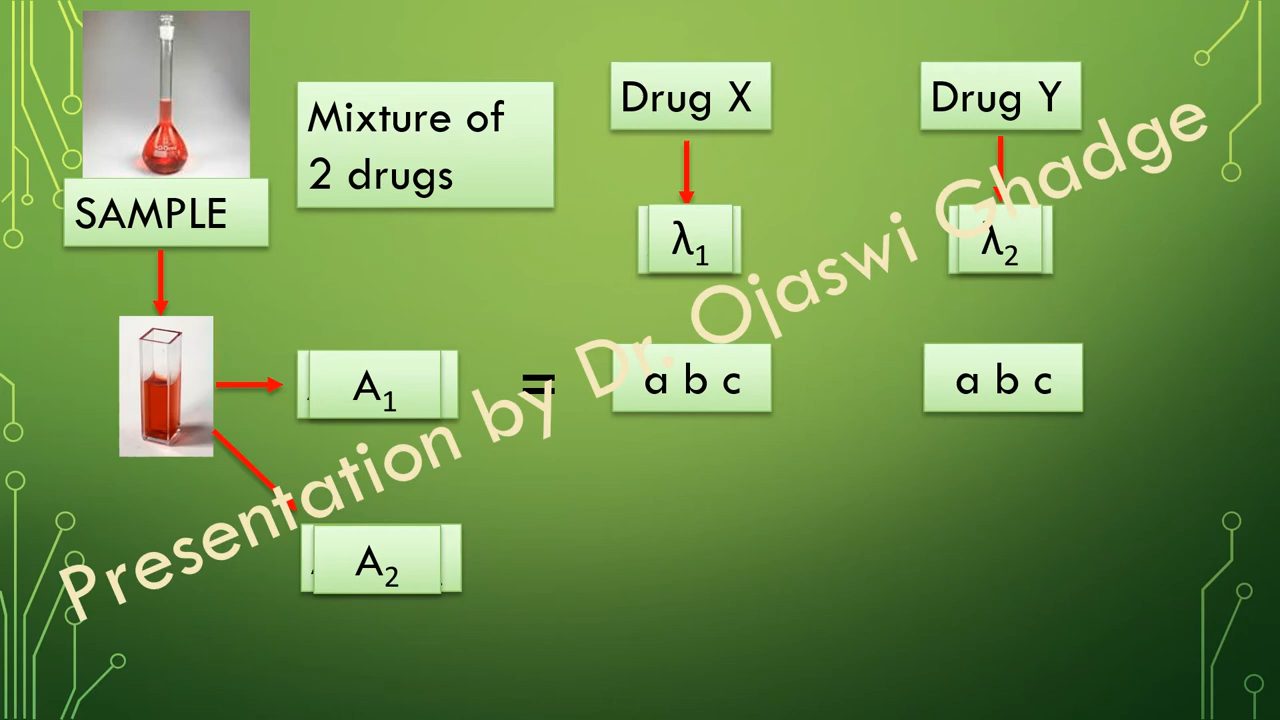 SAMPLE
Mixture of
2 drugs
Drug X
Drug Y
λ1
λ2
A1
=
a b c
a b c
A2
Presentation by Dr. Ojaswi Ghadge